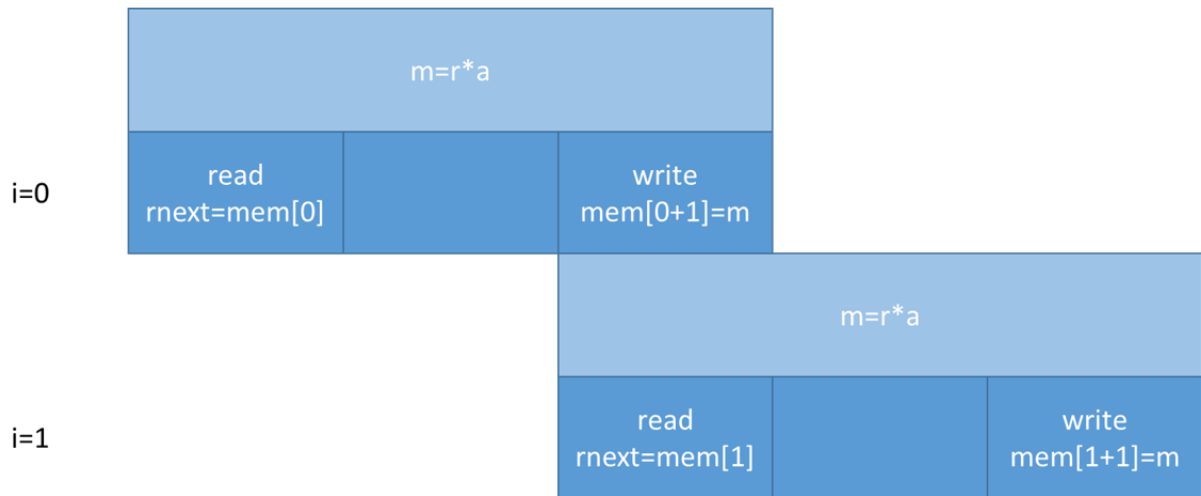 m=r*a
i=0
read
rnext=mem[0]
write
mem[0+1]=m
m=r*a
i=1
read
rnext=mem[1]
write
mem[1+1]=m